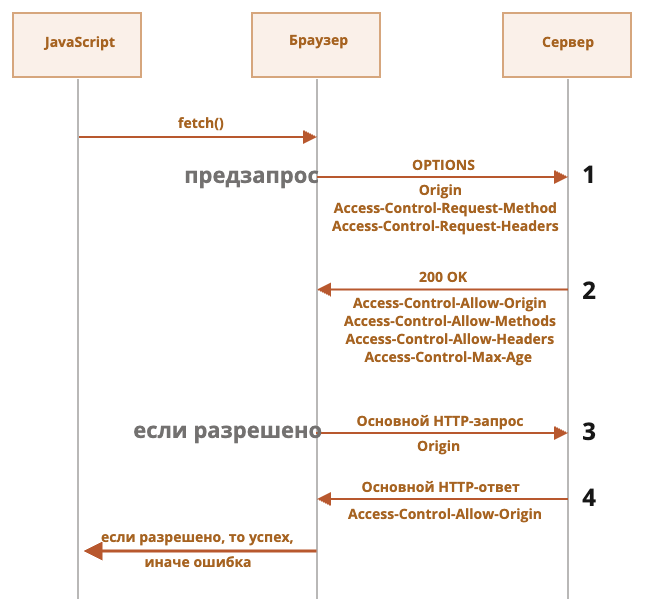 JavaScript
Браузер
Сервер
fetch()
предзапрос
OPTIONS
1
Origin
Access-Control-Request-Method
Access-Control-Request-Headers
200 OK
2
Access-Control-Allow-Origin
Access-Control-Allow-Methods
Access-Control-Allow-Headers
Access-Control-Max-Age
если разрешено
Основной HTTP-запрос
3
Origin
Основной HTTP-ответ
4
Access-Control-Allow-Origin
если разрешено, то успех,
иначе ошибка